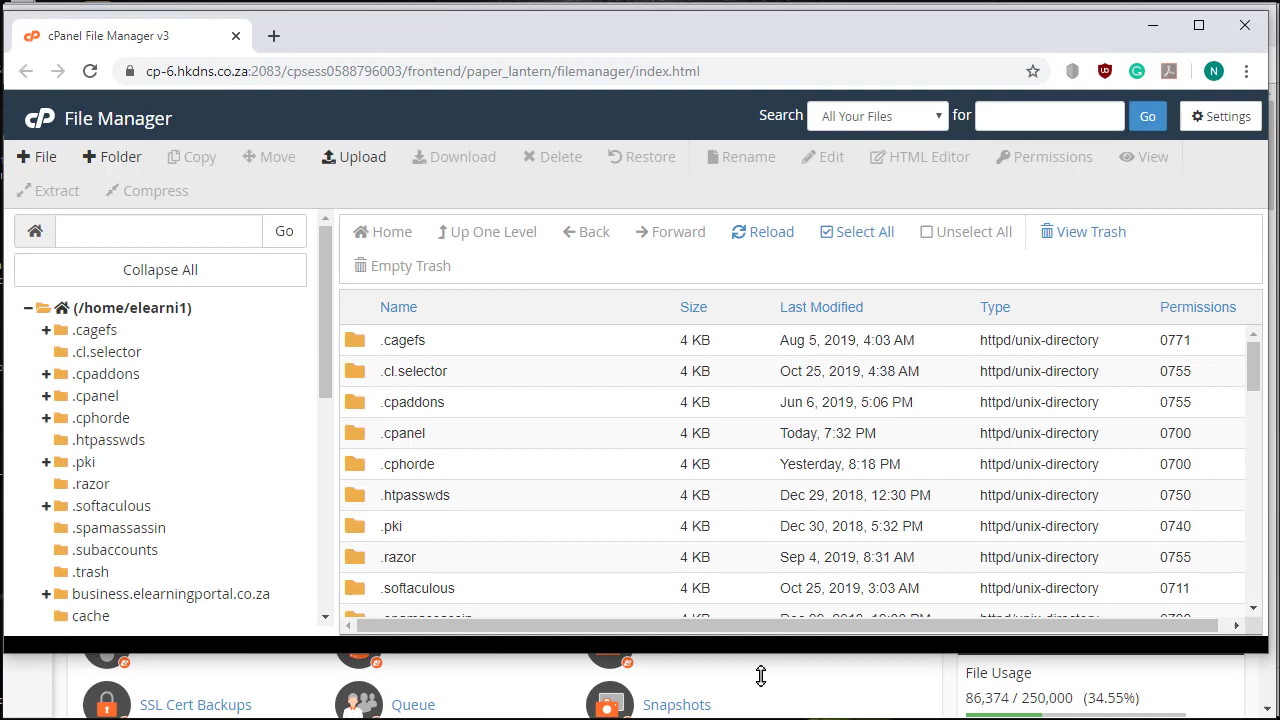 cPanel File Manager v3
cp-6.hkdns.co.za:2083/cpsess0588796003/frontend/paper_lantern/filemanager/index.html
N
cP File Manager
Search All Your Files for Go Settings
File Folder Copy Move Upload Download Delete Restore Rename Edit HTML Editor Permissions View
Extract Compress
Go
Collapse All
(/home/elearni1)
.cagefs
.cl.selector
.cpaddons
.cpanel
.cphorde
.htpasswds
.pki
.razor
.softaculous
.spamassassin
.subaccounts
.trash
business.elearningportal.co.za
cache
Home Up One Level Back Forward Reload Select All Unselect All View Trash
Empty Trash
Name Size Last Modified Type Permissions
.cagefs 4 KB Aug 5, 2019, 4:03 AM httpd/unix-directory 0771
.cl.selector 4 KB Oct 25, 2019, 4:38 AM httpd/unix-directory 0755
.cpaddons 4 KB Jun 6, 2019, 5:06 PM httpd/unix-directory 0755
.cpanel 4 KB Today, 7:32 PM httpd/unix-directory 0700
.cphorde 4 KB Yesterday, 8:18 PM httpd/unix-directory 0700
.htpasswds 4 KB Dec 29, 2018, 12:30 PM httpd/unix-directory 0750
.pki 4 KB Dec 30, 2018, 5:32 PM httpd/unix-directory 0740
.razor 4 KB Sep 4, 2019, 8:31 AM httpd/unix-directory 0755
.softaculous 4 KB Oct 25, 2019, 3:03 AM httpd/unix-directory 0711
SSL Cert Backups Queue Snapshots
File Usage
86,374 / 250,000 (34.55%)